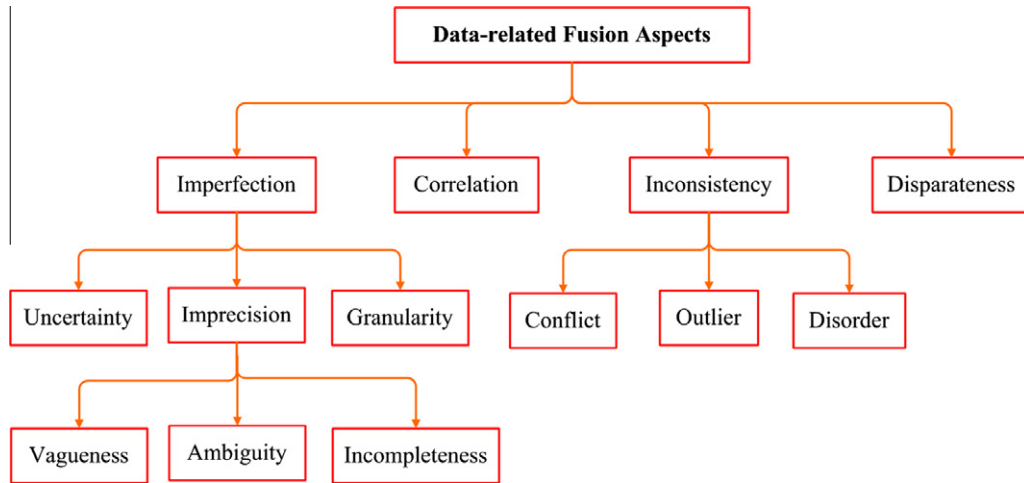 Data-related Fusion Aspects
Imperfection
Correlation
Inconsistency
Disparateness
Uncertainty
Imprecision
Granularity
Conflict
Outlier
Disorder
Vagueness
Ambiguity
Incompleteness